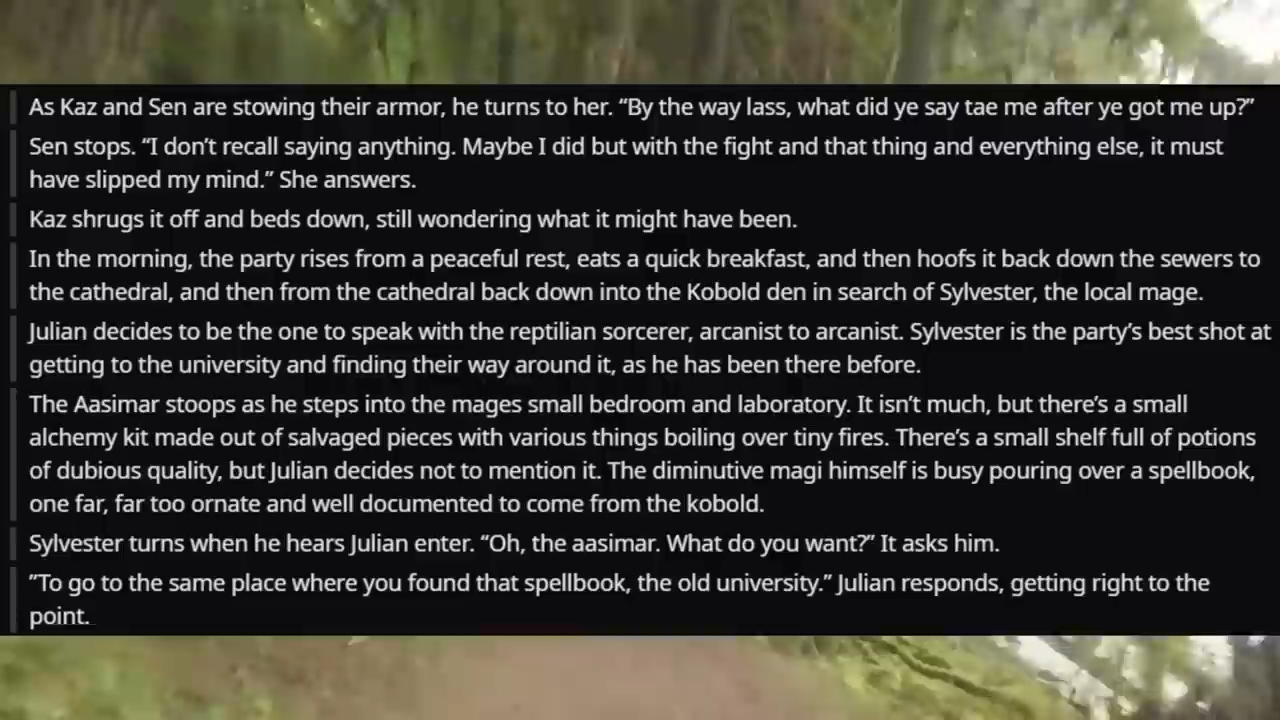 As Kaz and Sen are stowing their armor, he turns to her. “By the way lass, what did ye say tae me after ye got me up?”
Sen stops. “I don’t recall saying anything. Maybe I did but with the fight and that thing and everything else, it must
have slipped my mind.” She answers.
Kaz shrugs it off and beds down, still wondering what it might have been.
In the morning, the party rises from a peaceful rest, eats a quick breakfast, and then hoofs it back down the sewers to
the cathedral, and then from the cathedral back down into the Kobold den in search of Sylvester, the local mage.
Julian decides to be the one to speak with the reptilian sorcerer, arcanist to arcanist. Sylvester is the party’s best shot at
getting to the university and finding their way around it, as he has been there before.
The Aasimar stoops as he steps into the mages small bedroom and laboratory. It isn’t much, but there’s a small
alchemy kit made out of salvaged pieces with various things boiling over tiny fires. There’s a small shelf full of potions
of dubious quality, but Julian decides not to mention it. The diminutive magi himself is busy pouring over a spellbook,
one far, far too ornate and well documented to come from the kobold.
Sylvester turns when he hears Julian enter. “Oh, the aasimar. What do you want?” It asks him.
”To go to the same place where you found that spellbook, the old university.” Julian responds, getting right to the
point.